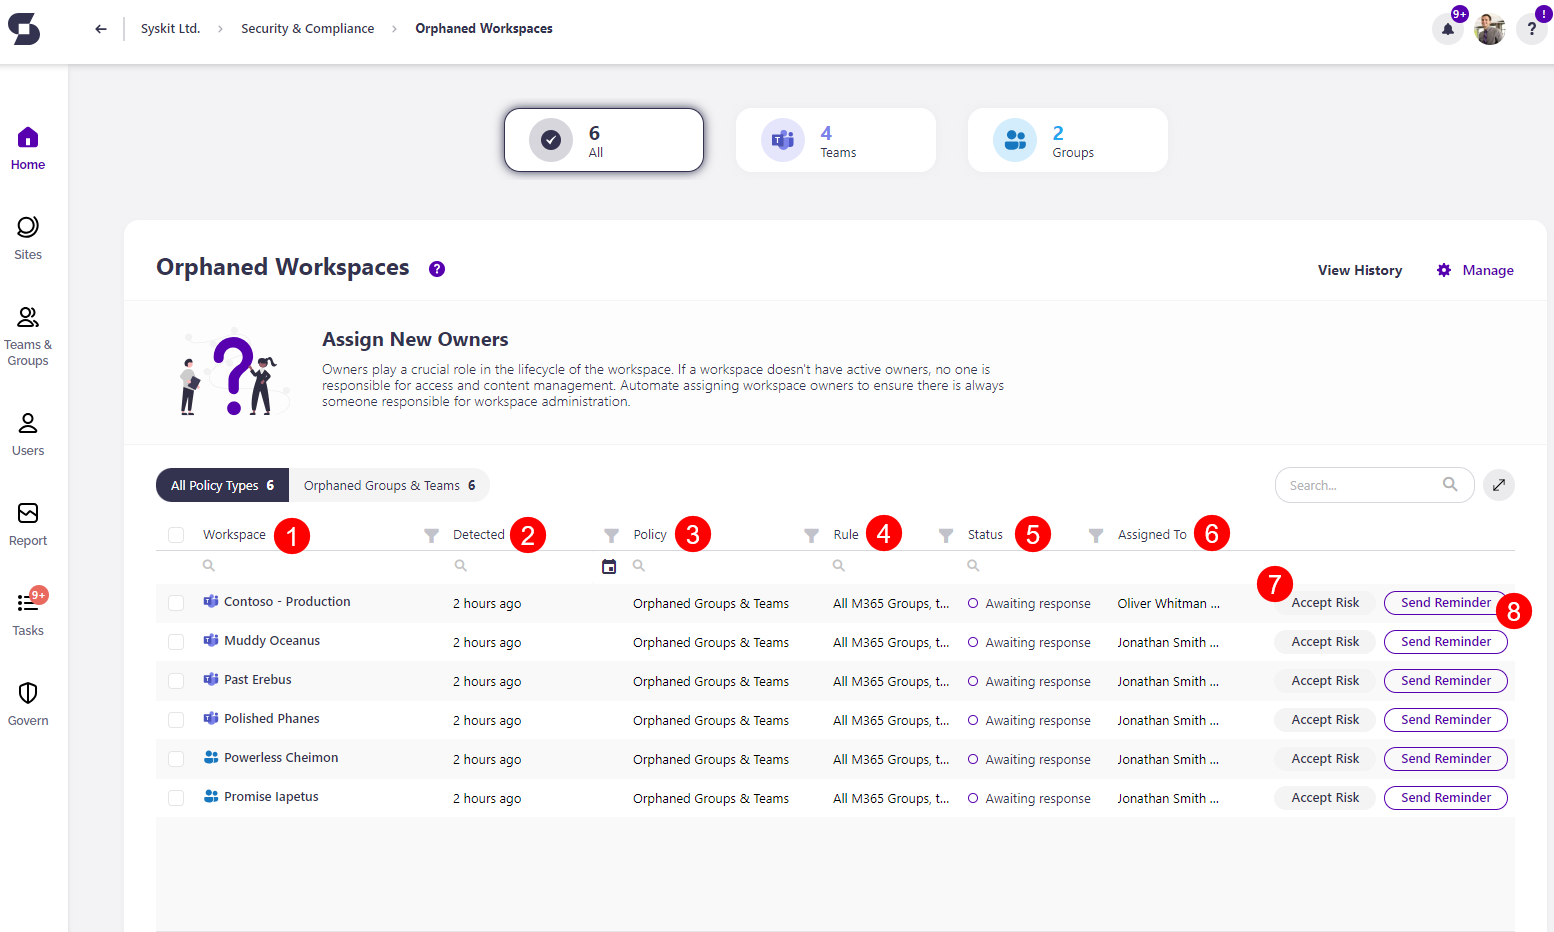 Syskit Ltd. > Security & Compliance > Orphaned Workspaces
9+
!
?
Home
Sites
Teams &
Groups
Users
Report
9+
Tasks
Govern
6
All
4
Teams
2
Groups
Orphaned Workspaces ?
View History
Manage
Assign New Owners
Owners play a crucial role in the lifecycle of the workspace. If a workspace doesn't have active owners, no one is
responsible for access and content management. Automate assigning workspace owners to ensure there is always
someone responsible for workspace administration.
All Policy Types 6
Orphaned Groups & Teams 6
Search...
Workspace 1 Detected 2 Policy 3 Rule 4 Status 5 Assigned To 6
7
8
Contoso - Production 2 hours ago Orphaned Groups & Teams All M365 Groups, t... Awaiting response Oliver Whitman ... Accept Risk Send Reminder
Muddy Oceanus 2 hours ago Orphaned Groups & Teams All M365 Groups, t... Awaiting response Jonathan Smith ... Accept Risk Send Reminder
Past Erebus 2 hours ago Orphaned Groups & Teams All M365 Groups, t... Awaiting response Jonathan Smith ... Accept Risk Send Reminder
Polished Phanes 2 hours ago Orphaned Groups & Teams All M365 Groups, t... Awaiting response Jonathan Smith ... Accept Risk Send Reminder
Powerless Cheimon 2 hours ago Orphaned Groups & Teams All M365 Groups, t... Awaiting response Jonathan Smith ... Accept Risk Send Reminder
Promise Iapetus 2 hours ago Orphaned Groups & Teams All M365 Groups, t... Awaiting response Jonathan Smith ... Accept Risk Send Reminder